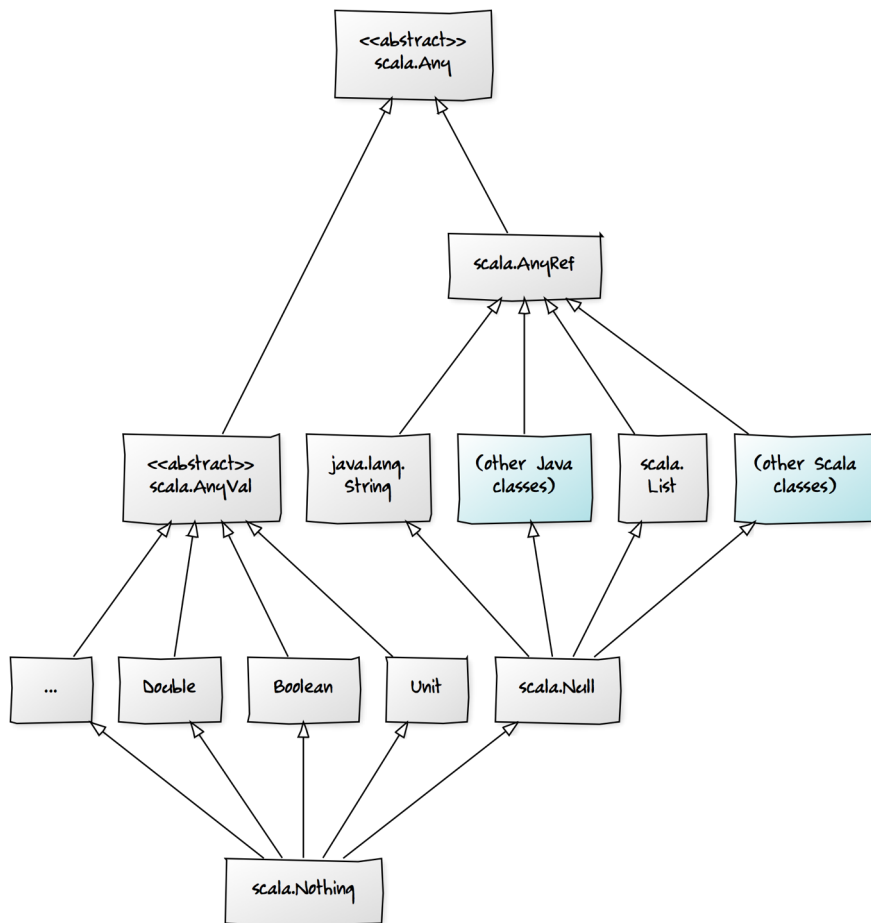 <<abstract>>
scala.Any
scala.AnyRef
<<abstract>>
scala.AnyVal
java.lang.
String
(other Java
classes)
scala.
List
(other Scala
classes)
...
Double
Boolean
Unit
scala.Null
scala.Nothing